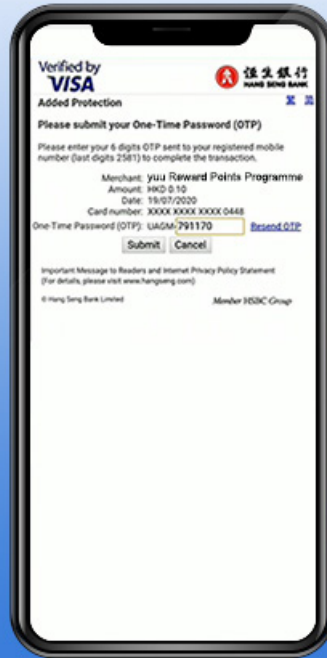 Verified by
VISA
恒生銀行
HANG SENG BANK
Added Protection
Please submit your One-Time Password (OTP)
Please enter your 6 digits OTP sent to your registered mobile
number (last digits 2581) to complete the transaction.
Merchant: yuu Reward Points Programme
Amount: HKD 0.10
Date: 19/07/2020
Card number: XXXX XXXX XXXX 0448
One-Time Password (OTP): UAGM-791170 Resend OTP
Submit Cancel
Important Message to Readers and Internet Privacy Policy Statement
(For details, please visit www.hangseng.com)
© Hang Seng Bank Limited Member HSBC Group